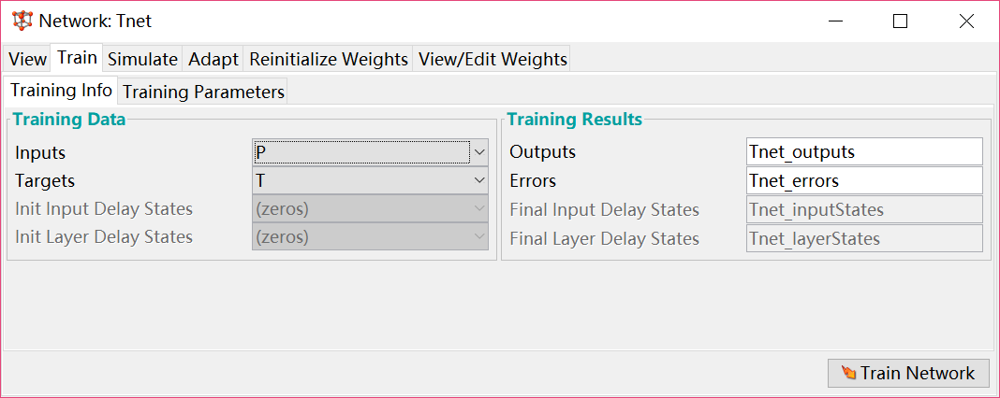 Network: Tnet
View Train Simulate Adapt Reinitialize Weights View/Edit Weights
Training Info Training Parameters
Training Data
Inputs P
Targets T
Init Input Delay States (zeros)
Init Layer Delay States (zeros)
Training Results
Outputs Tnet_outputs
Errors Tnet_errors
Final Input Delay States Tnet_inputStates
Final Layer Delay States Tnet_layerStates
Train Network